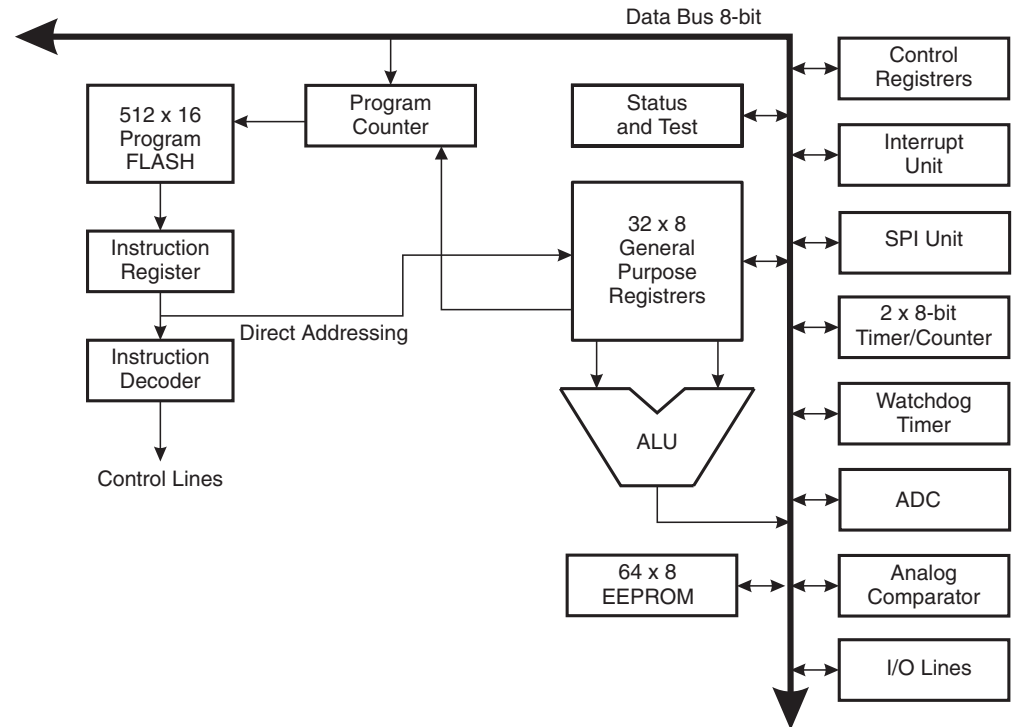 Data Bus 8-bit
512 x 16
Program
FLASH
Program
Counter
Status
and Test
Control
Registrers
Interrupt
Unit
Instruction
Register
32 x 8
General
Purpose
Registrers
SPI Unit
Direct Addressing
2 x 8-bit
Timer/Counter
Instruction
Decoder
Watchdog
Timer
ALU
Control Lines
ADC
64 x 8
EEPROM
Analog
Comparator
I/O Lines